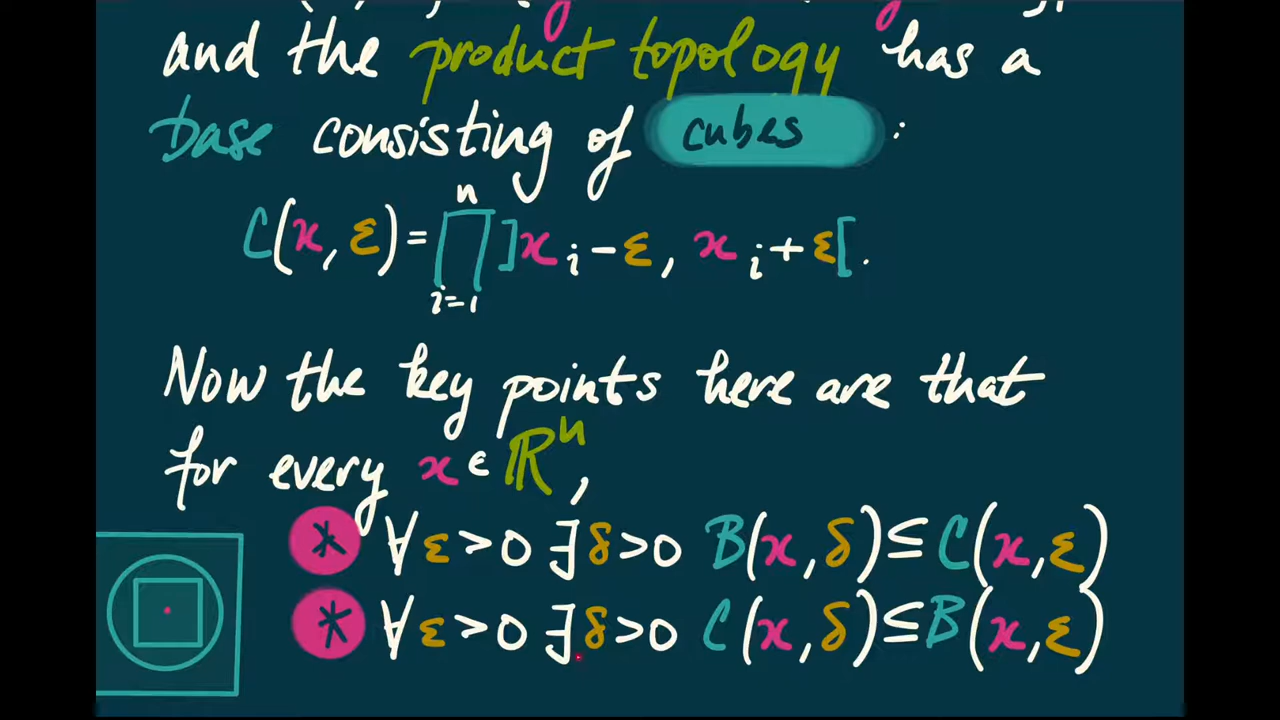 and the product topology has a
base consisting of cubes :
C(x, ε) = ∏ⁿᵢ₌₁ ]xᵢ − ε, xᵢ + ε[.
Now the key points here are that
for every x ∈ ℝⁿ,
* ∀ε>0 ∃δ>0 B(x, δ) ⊆ C(x, ε)
* ∀ε>0 ∃δ>0 C(x, δ) ⊆ B(x, ε)